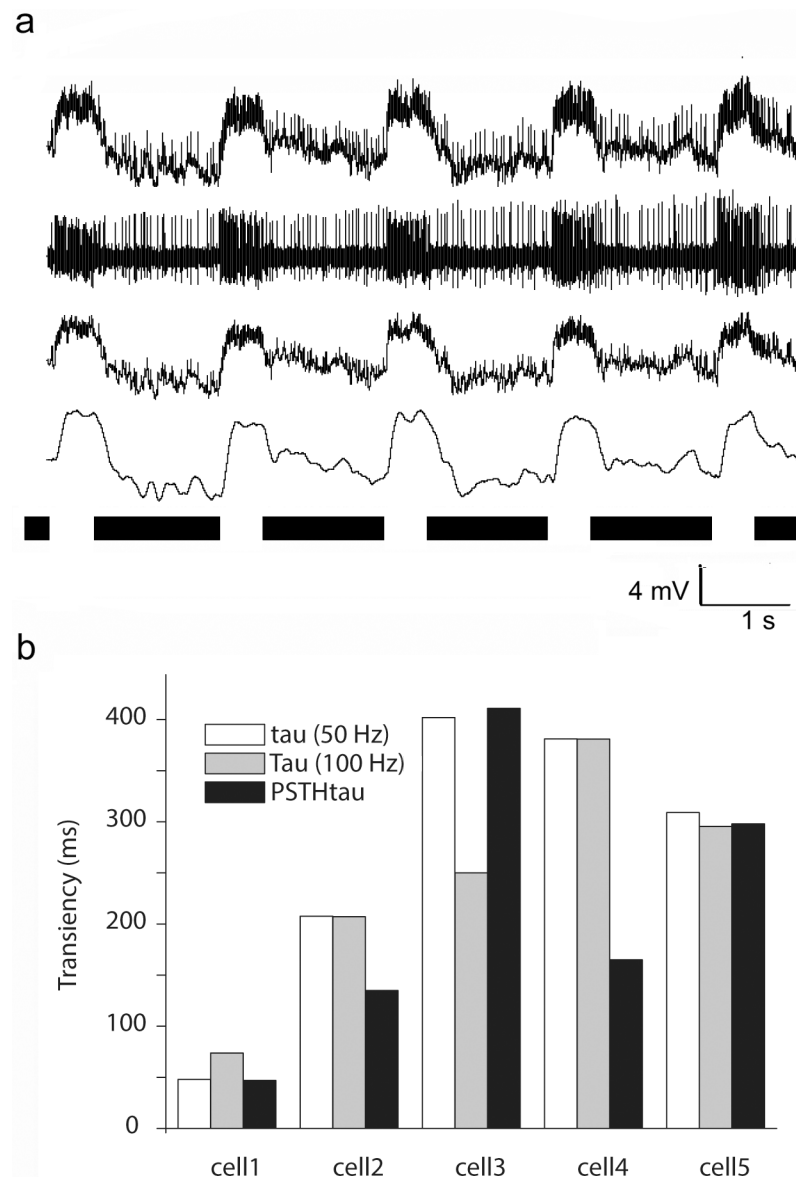 a
4 mV
1 s
b
Transiency (ms)
400
300
200
100
0
tau (50 Hz)
Tau (100 Hz)
PSTHtau
cell1 cell2 cell3 cell4 cell5